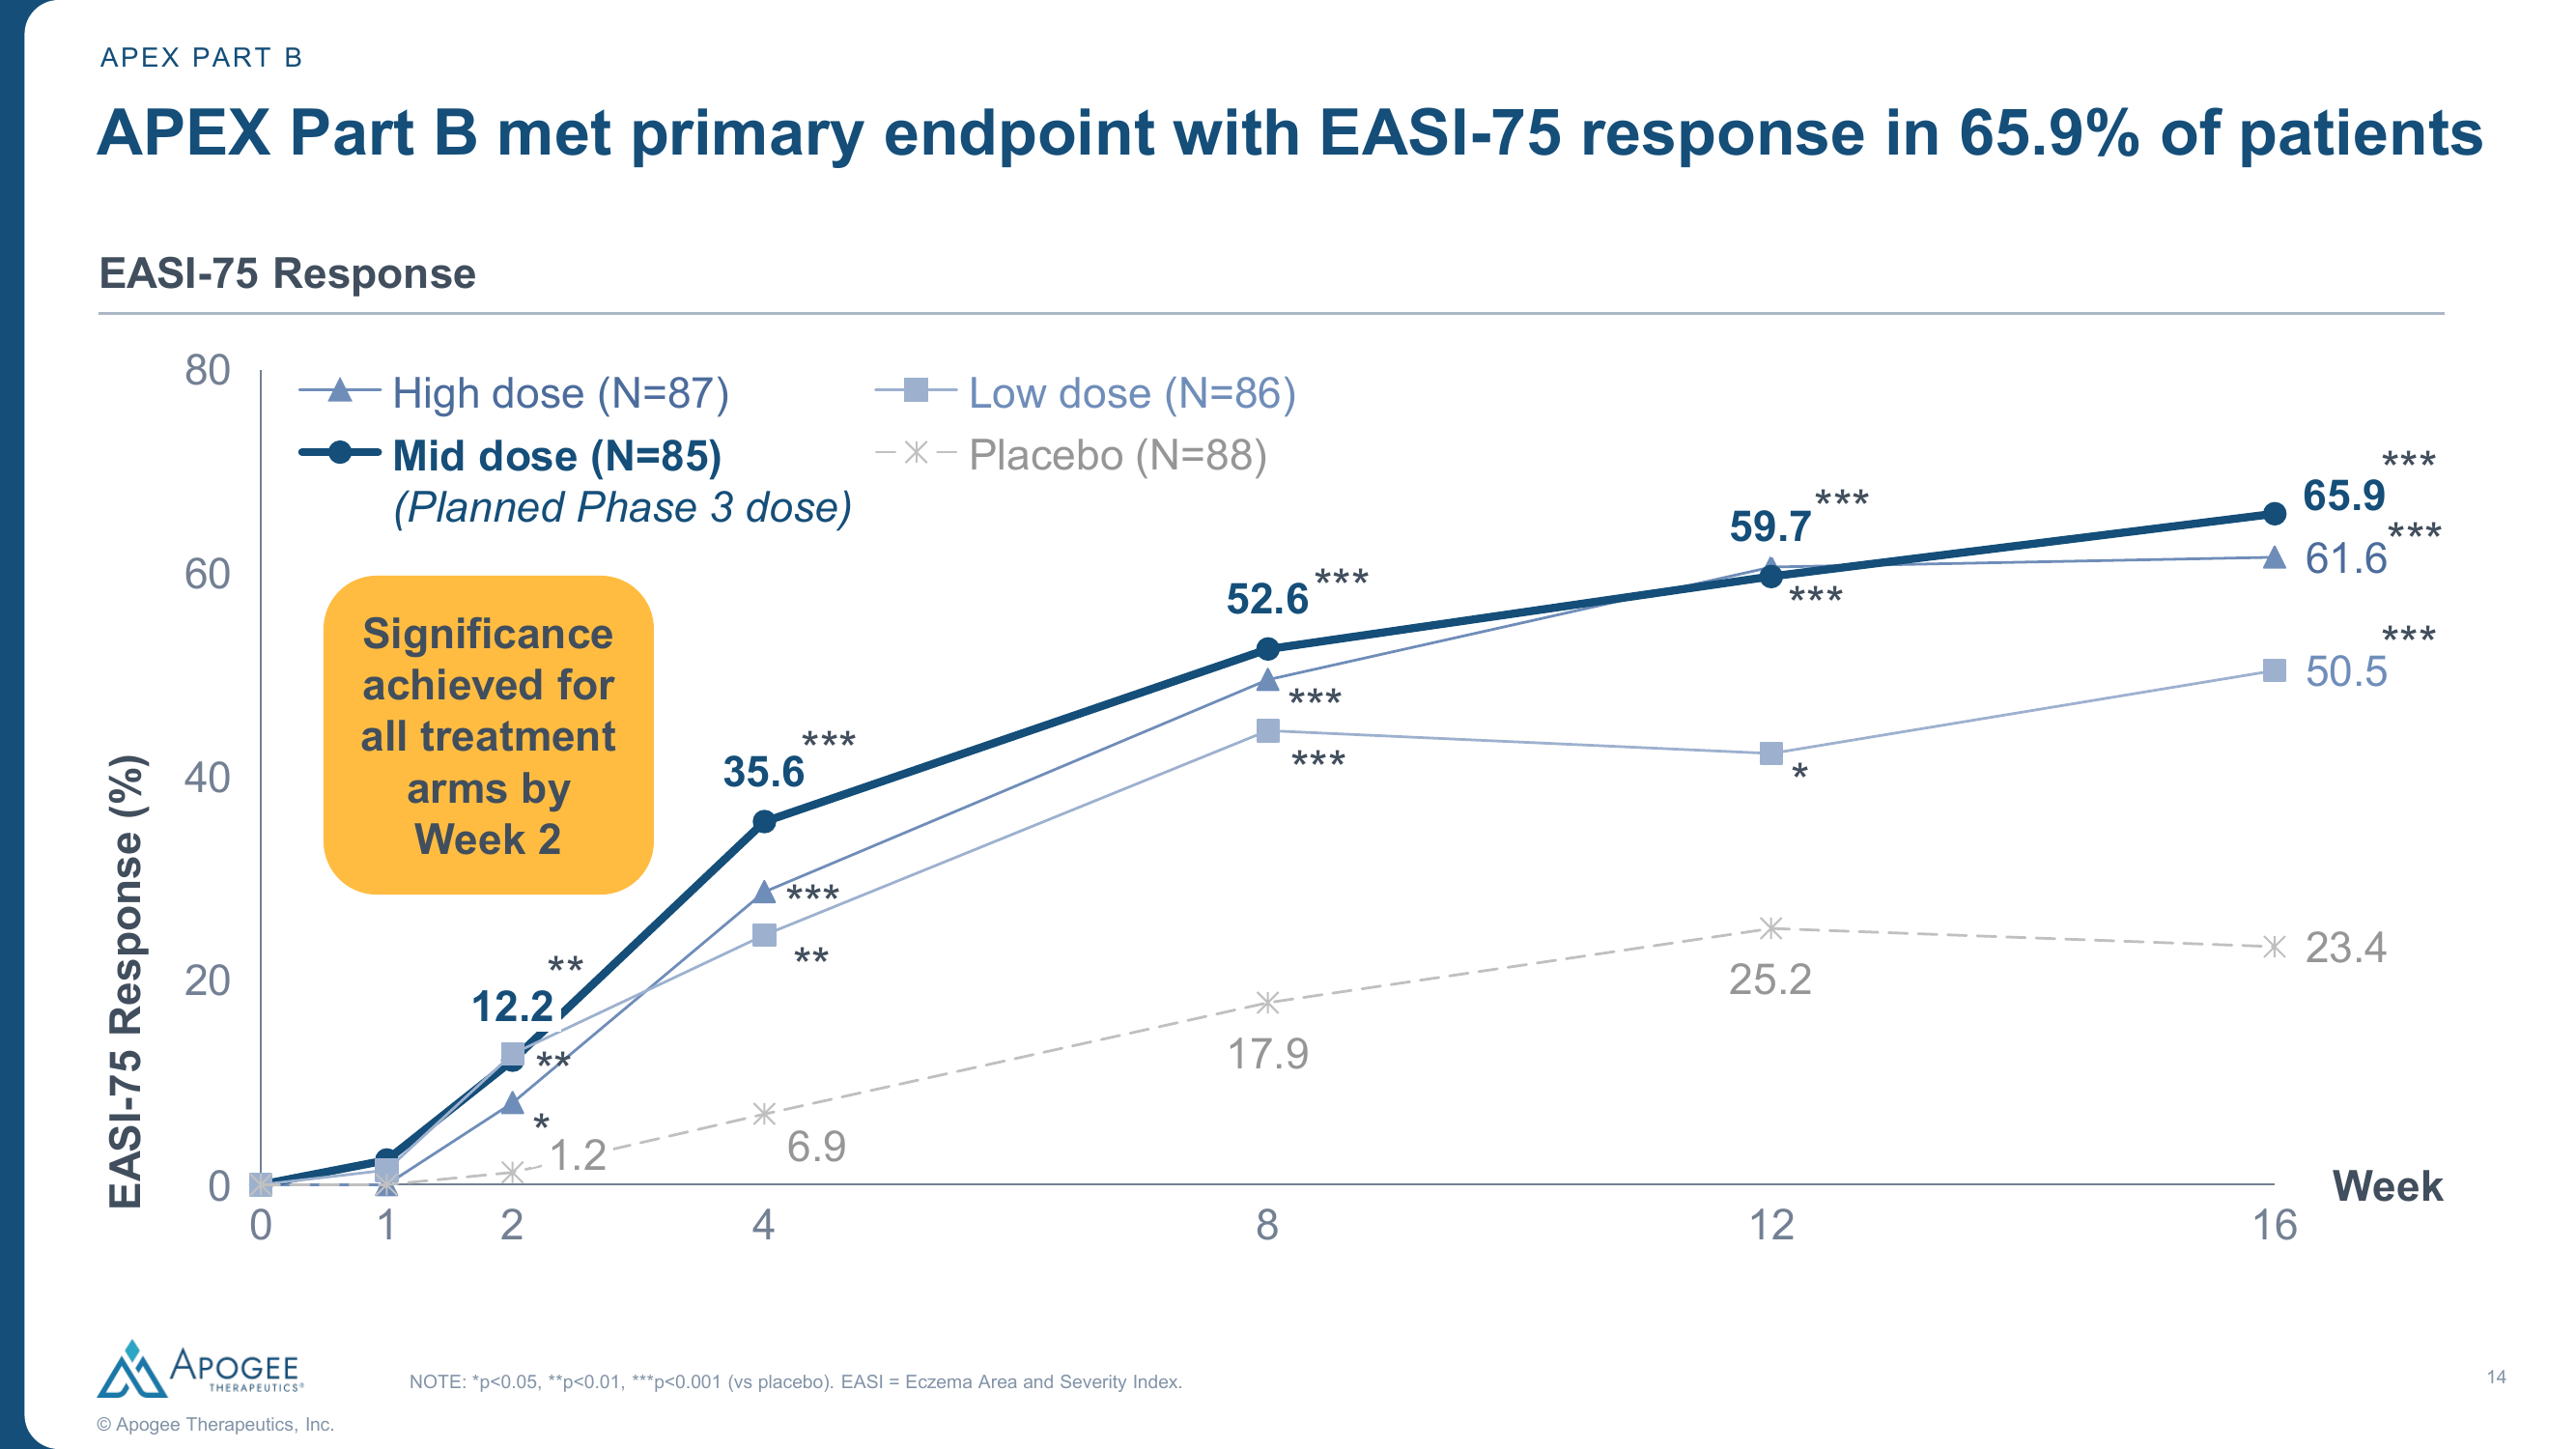 APEX PART B
APEX Part B met primary endpoint with EASI-75 response in 65.9% of patients
EASI-75 Response
High dose (N=87)
Low dose (N=86)
Mid dose (N=85)
(Planned Phase 3 dose)
Placebo (N=88)
Significance
achieved for
all treatment
arms by
Week 2
EASI-75 Response (%)
80
60
40
20
0
12.2
**
**
*
1.2
35.6
***
***
**
6.9
52.6
***
***
***
17.9
59.7
***
***
*
25.2
65.9
***
61.6
***
50.5
***
23.4
0
1
2
4
8
12
16
Week
APOGEE
THERAPEUTICS®
NOTE: *p<0.05, **p<0.01, ***p<0.001 (vs placebo). EASI = Eczema Area and Severity Index.
14
© Apogee Therapeutics, Inc.